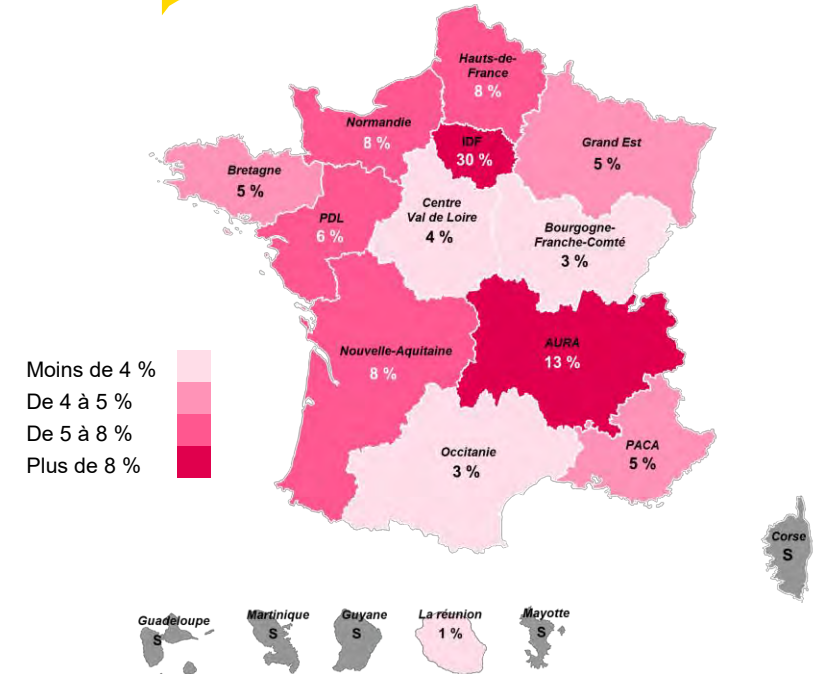 Hauts-de-
France
8 %
Normandie
8 %
IDF
30 %
Grand Est
5 %
Bretagne
5 %
PDL
6 %
Centre
Val de Loire
4 %
Bourgogne-
Franche-Comté
3 %
Nouvelle-Aquitaine
8 %
AURA
13 %
Moins de 4 %
De 4 à 5 %
De 5 à 8 %
Plus de 8 %
Occitanie
3 %
PACA
5 %
Corse
S
Guadeloupe
S
Martinique
S
Guyane
S
La réunion
1 %
Mayotte
S